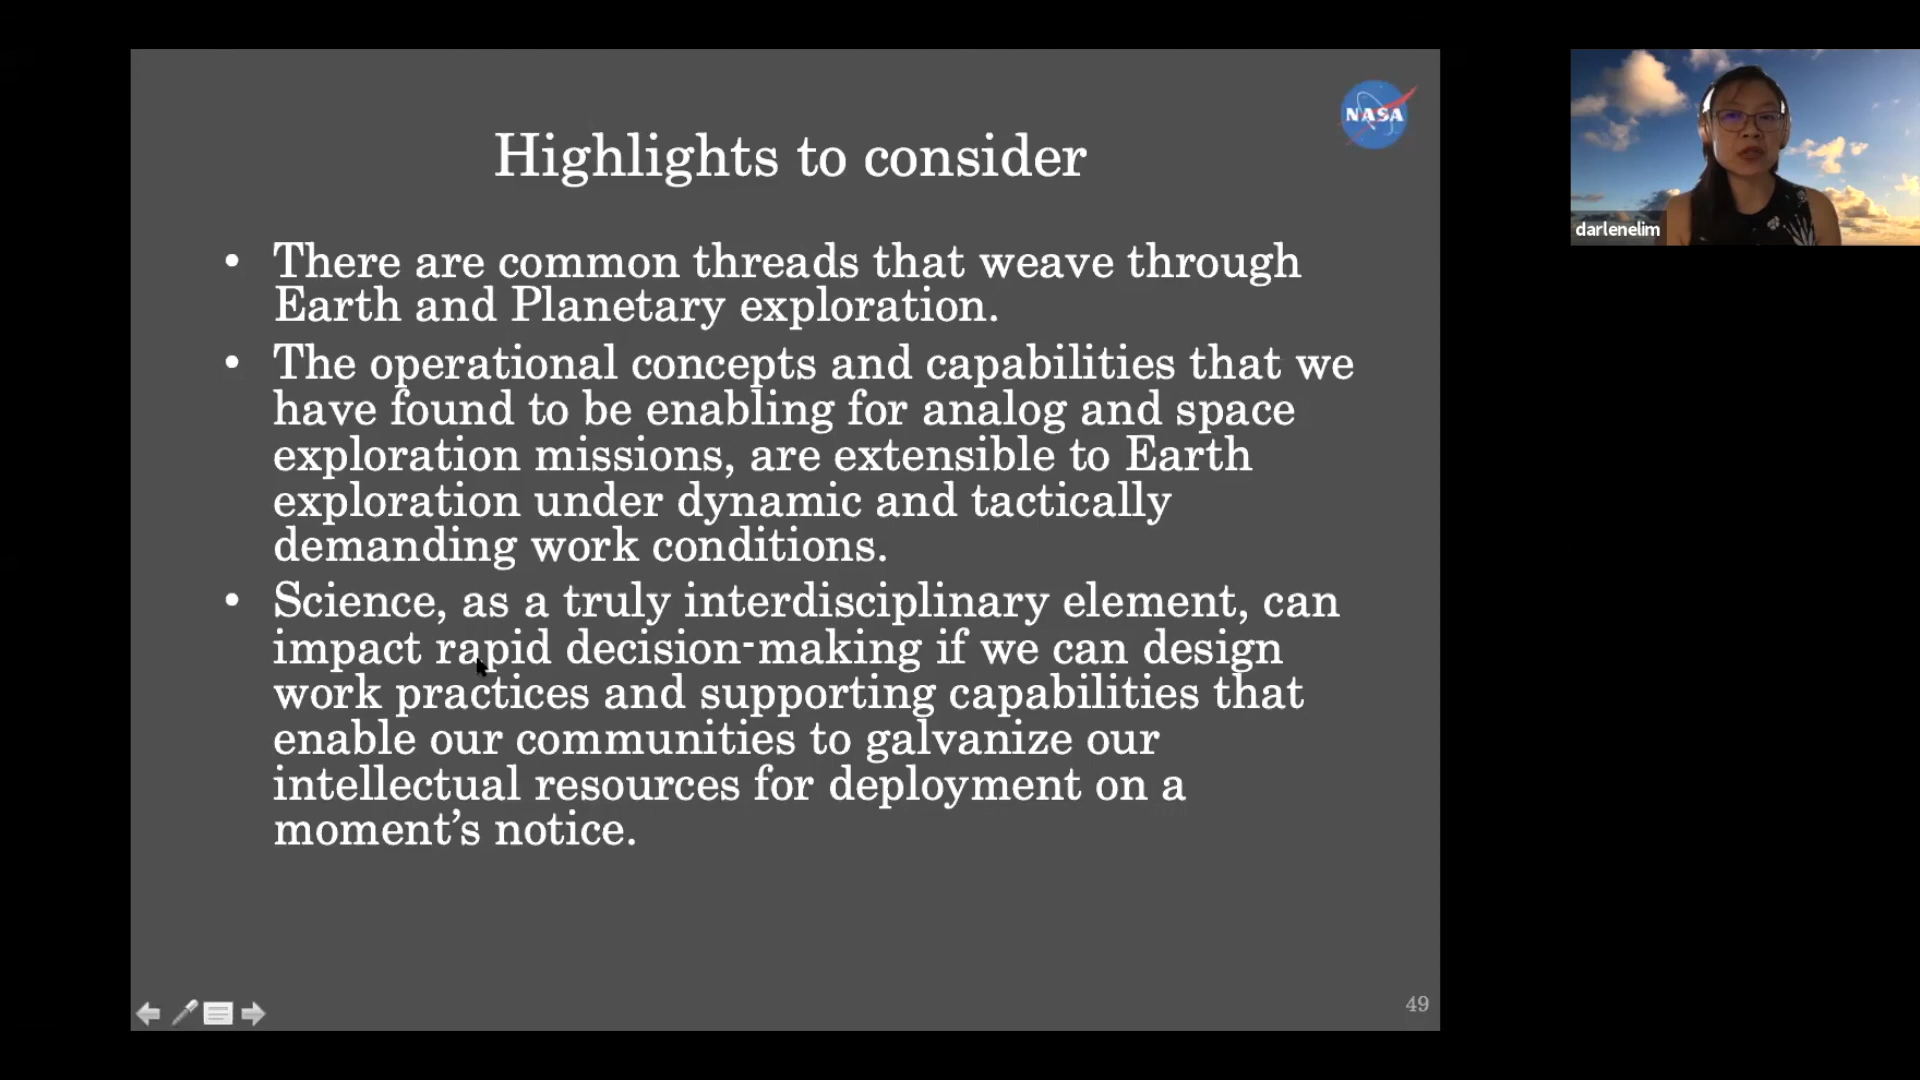 NASA
Highlights to consider
• There are common threads that weave through
Earth and Planetary exploration.
• The operational concepts and capabilities that we
have found to be enabling for analog and space
exploration missions, are extensible to Earth
exploration under dynamic and tactically
demanding work conditions.
• Science, as a truly interdisciplinary element, can
impact rapid decision-making if we can design
work practices and supporting capabilities that
enable our communities to galvanize our
intellectual resources for deployment on a
moment’s notice.
49
darlenelim